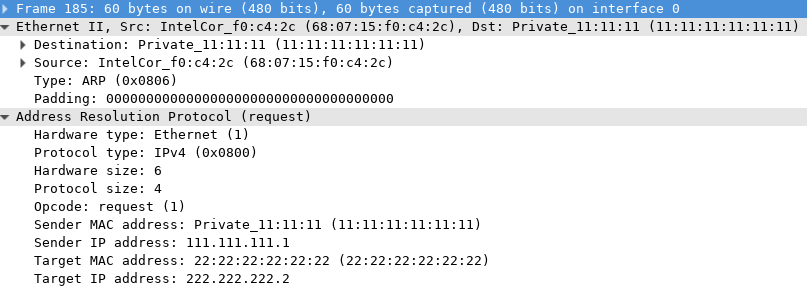 Frame 185: 60 bytes on wire (480 bits), 60 bytes captured (480 bits) on interface 0
Ethernet II, Src: IntelCor_f0:c4:2c (68:07:15:f0:c4:2c), Dst: Private_11:11:11 (11:11:11:11:11:11)
Destination: Private_11:11:11 (11:11:11:11:11:11)
Source: IntelCor_f0:c4:2c (68:07:15:f0:c4:2c)
Type: ARP (0x0806)
Padding: 000000000000000000000000000000000000
Address Resolution Protocol (request)
Hardware type: Ethernet (1)
Protocol type: IPv4 (0x0800)
Hardware size: 6
Protocol size: 4
Opcode: request (1)
Sender MAC address: Private_11:11:11 (11:11:11:11:11:11)
Sender IP address: 111.111.111.1
Target MAC address: 22:22:22:22:22:22 (22:22:22:22:22:22)
Target IP address: 222.222.222.2